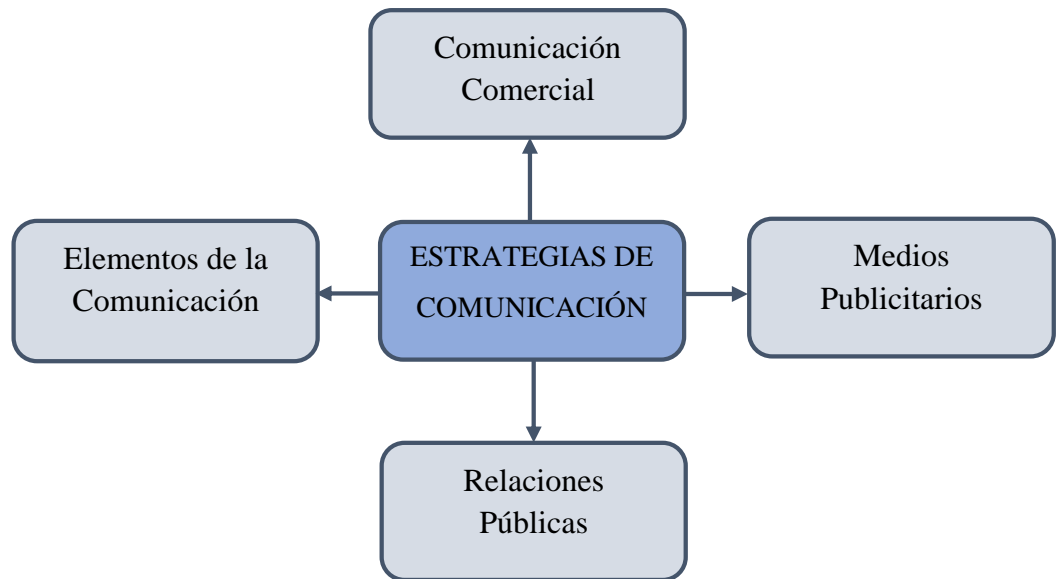 Comunicación
Comercial
Elementos de la
Comunicación
ESTRATEGIAS DE
COMUNICACIÓN
Medios
Publicitarios
Relaciones
Públicas